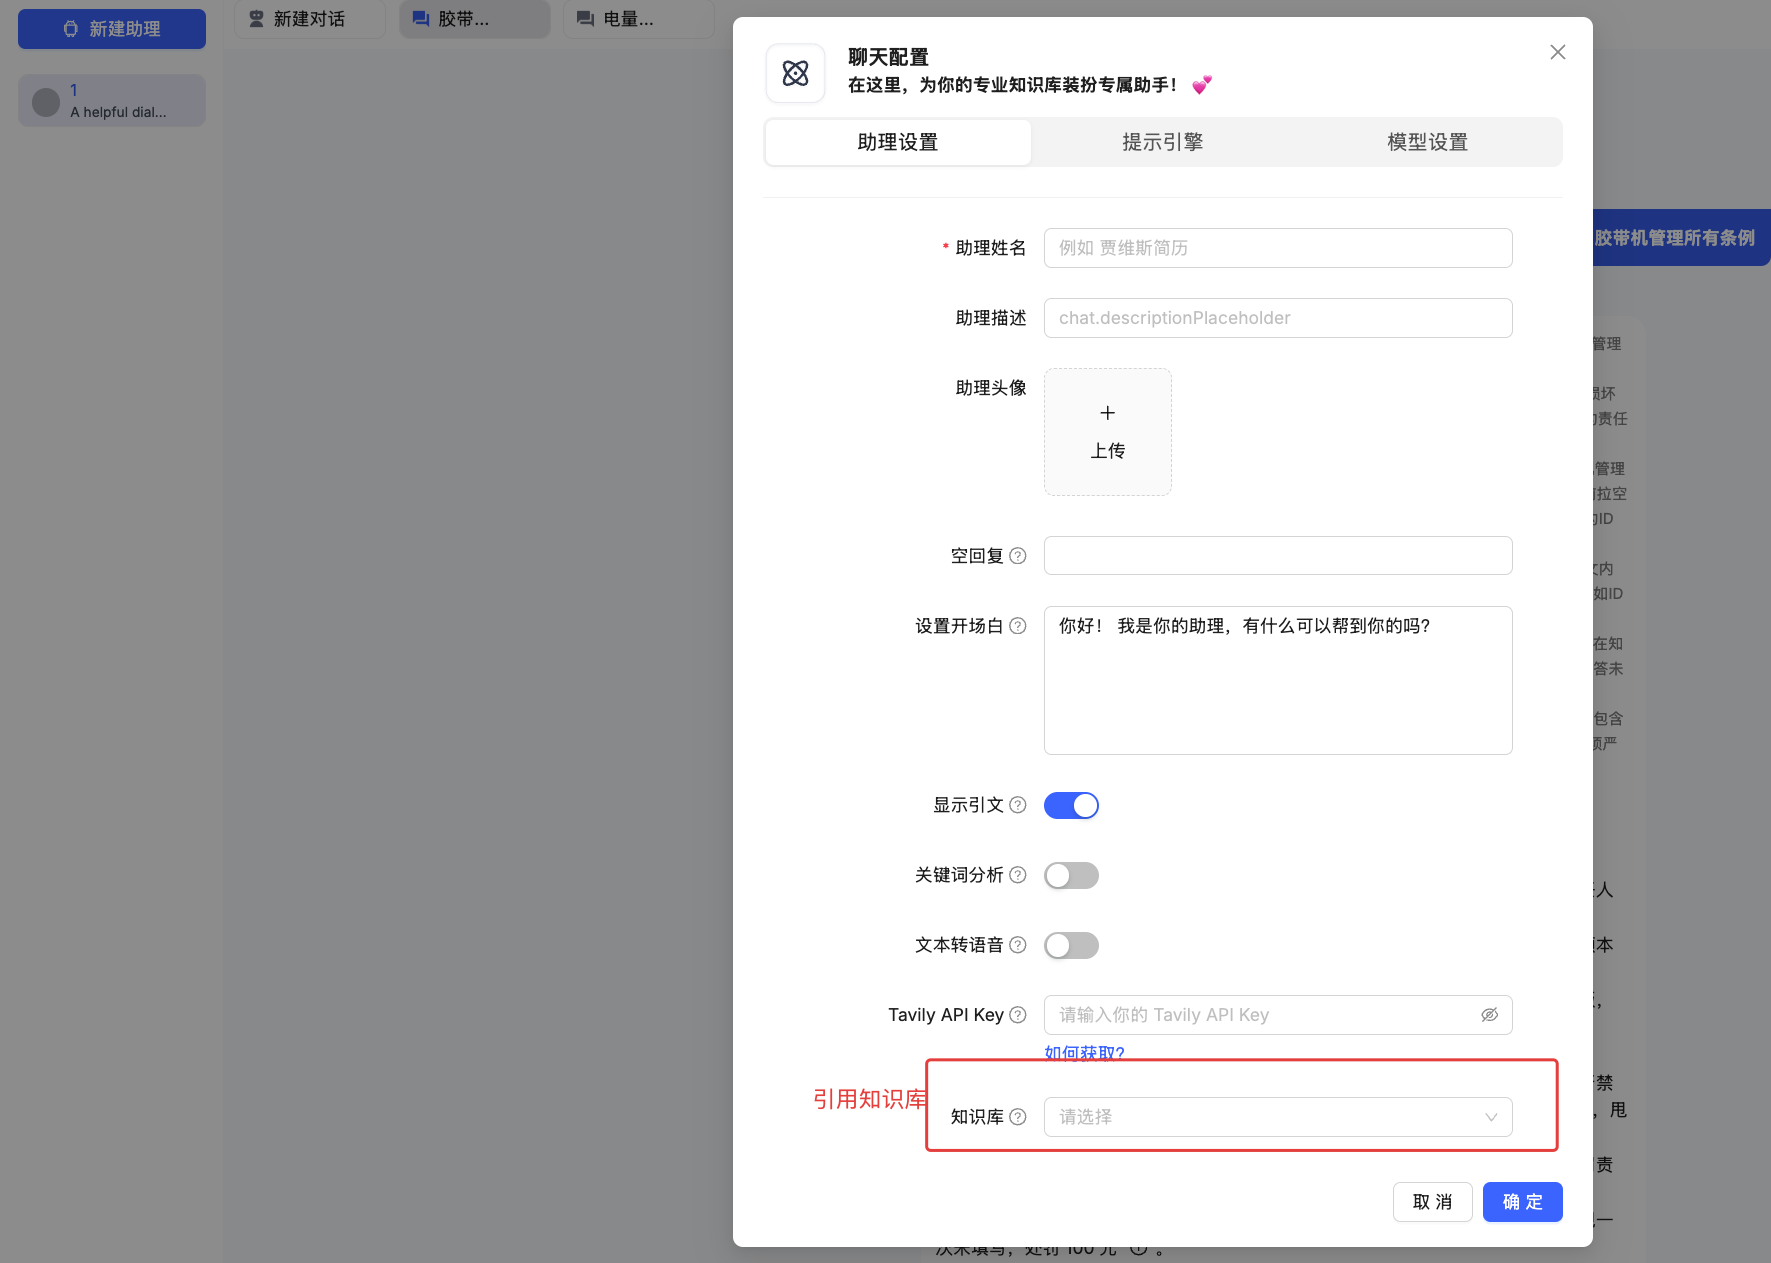 新建助理
1
A helpful dial...
新建对话
胶带...
电量...
聊天配置
在这里，为你的专业知识库装扮专属助手！ 💕
助理设置
提示引擎
模型设置
胶带机管理所有条例
* 助理姓名
例如 贾维斯简历
助理描述
chat.descriptionPlaceholder
管理
助理头像
上传
损坏
责任
管理
拉空
ID
空回复
文内
如ID
设置开场白
你好！ 我是你的助理，有什么可以帮到你的吗?
在知
答未
包含
须严
显示引文
关键词分析
人
文本转语音
本
Tavily API Key
请输入你的 Tavily API Key
如何获取?
引用知识库
知识库
请选择
禁
，甩
责
取 消
确 定
一
次未填写，处罚 100 元 。